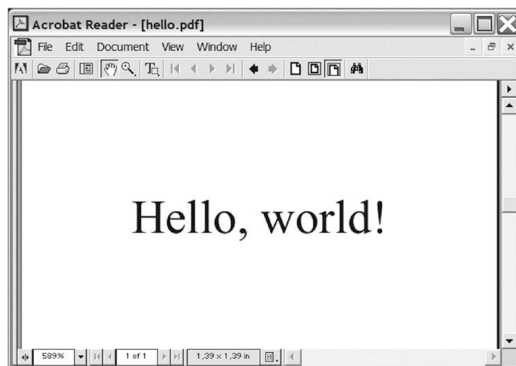 Acrobat Reader - [hello.pdf]
File Edit Document View Window Help
Hello, world!
589% 1 of 1 1,39 x 1,39 in